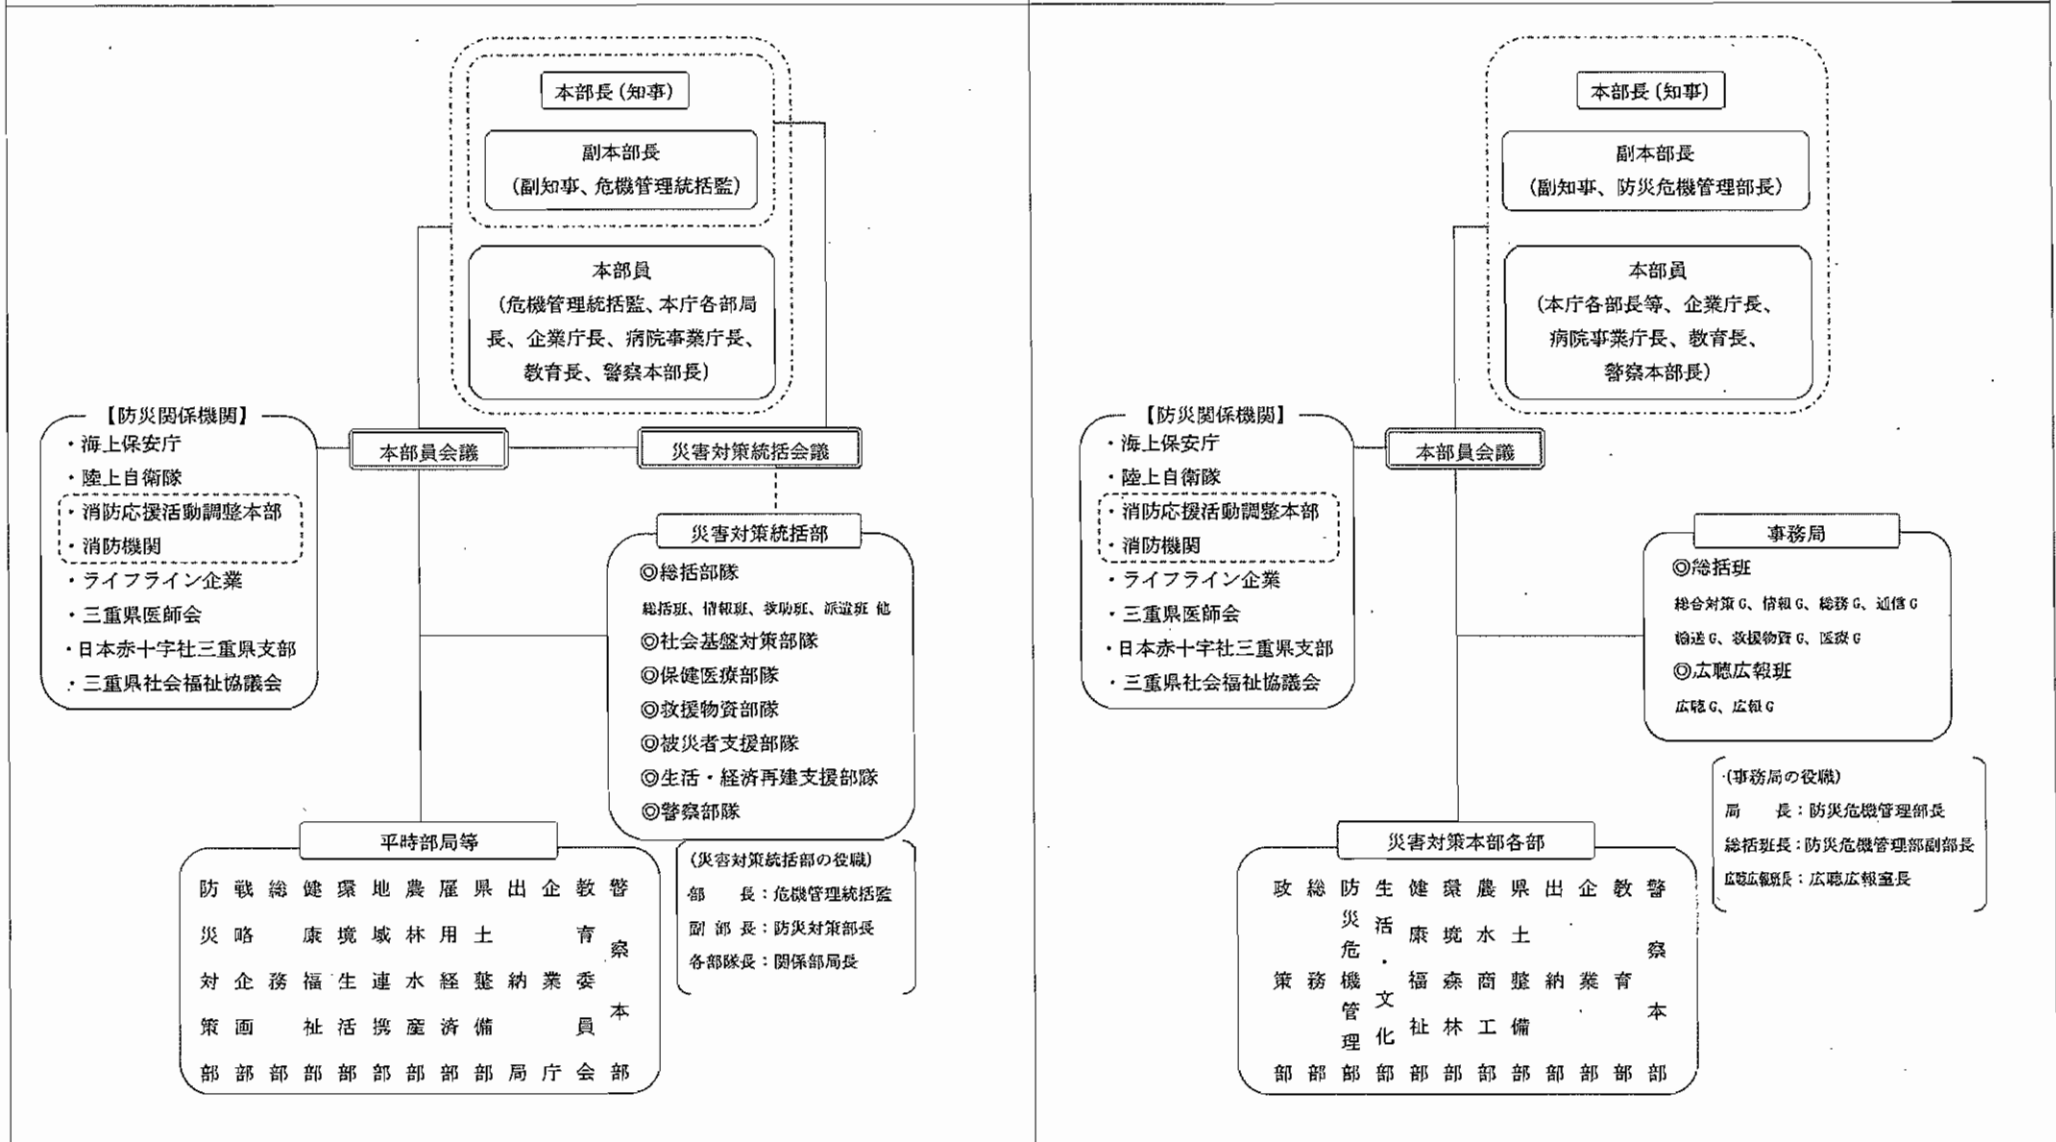 本部長(知事)
副本部長
(副知事、危機管理統括監)
本部員
(危機管理統括監、本庁各部局
長、企業庁長、病院事業庁長、
教育長、警察本部長)
【防災関係機関】
・海上保安庁
・陸上自衛隊
・消防応援活動調整本部
・消防機関
・ライフライン企業
・三重県医師会
・日本赤十字社三重県支部
・三重県社会福祉協議会
本部員会議
災害対策統括会議
災害対策統括部
◎総括部隊
総括班、情報班、救助班、派遣班 他
◎社会基盤対策部隊
◎保健医療部隊
◎救援物資部隊
◎被災者支援部隊
◎生活・経済再建支援部隊
◎警察部隊
(災害対策統括部の役職)
部 長:危機管理統括監
副 部 長:防災対策部長
各部隊長:関係部局長
平時部局等
防災対策部
戦略企画部
総務部
健康福祉部
環境生活部
地域連携部
農林水産部
雇用経済部
県土整備部
出納局
企業庁
教育委員会
警察本部
本部長(知事)
副本部長
(副知事、防災危機管理部長)
本部員
(本庁各部長等、企業庁長、
病院事業庁長、教育長、
警察本部長)
【防災関係機関】
・海上保安庁
・陸上自衛隊
・消防応援活動調整本部
・消防機関
・ライフライン企業
・三重県医師会
・日本赤十字社三重県支部
・三重県社会福祉協議会
本部員会議
事務局
◎総括班
総合対策G、情報G、総務G、通信G
輸送G、救援物資G、医療G
◎広聴広報班
広聴G、広報G
(事務局の役職)
局 長:防災危機管理部長
総括班長:防災危機管理部副部長
広聴広報班長:広聴広報室長
災害対策本部各部
政策部
総務部
防災危機管理部
生活・文化部
健康福祉部
環境森林部
農水商工部
県土整備部
出納部
企業部
教育部
警察本部